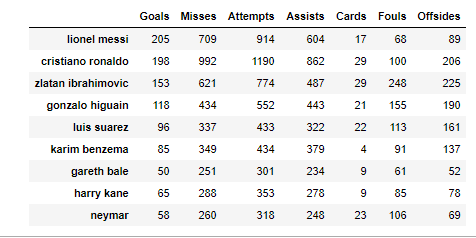 Goals Misses Attempts Assists Cards Fouls Offsides
lionel messi 205 709 914 604 17 68 89
cristiano ronaldo 198 992 1190 862 29 100 206
zlatan ibrahimovic 153 621 774 487 29 248 225
gonzalo higuain 118 434 552 443 21 155 190
luis suarez 96 337 433 322 22 113 161
karim benzema 85 349 434 379 4 91 137
gareth bale 50 251 301 234 9 61 52
harry kane 65 288 353 278 9 85 78
neymar 58 260 318 248 23 106 69